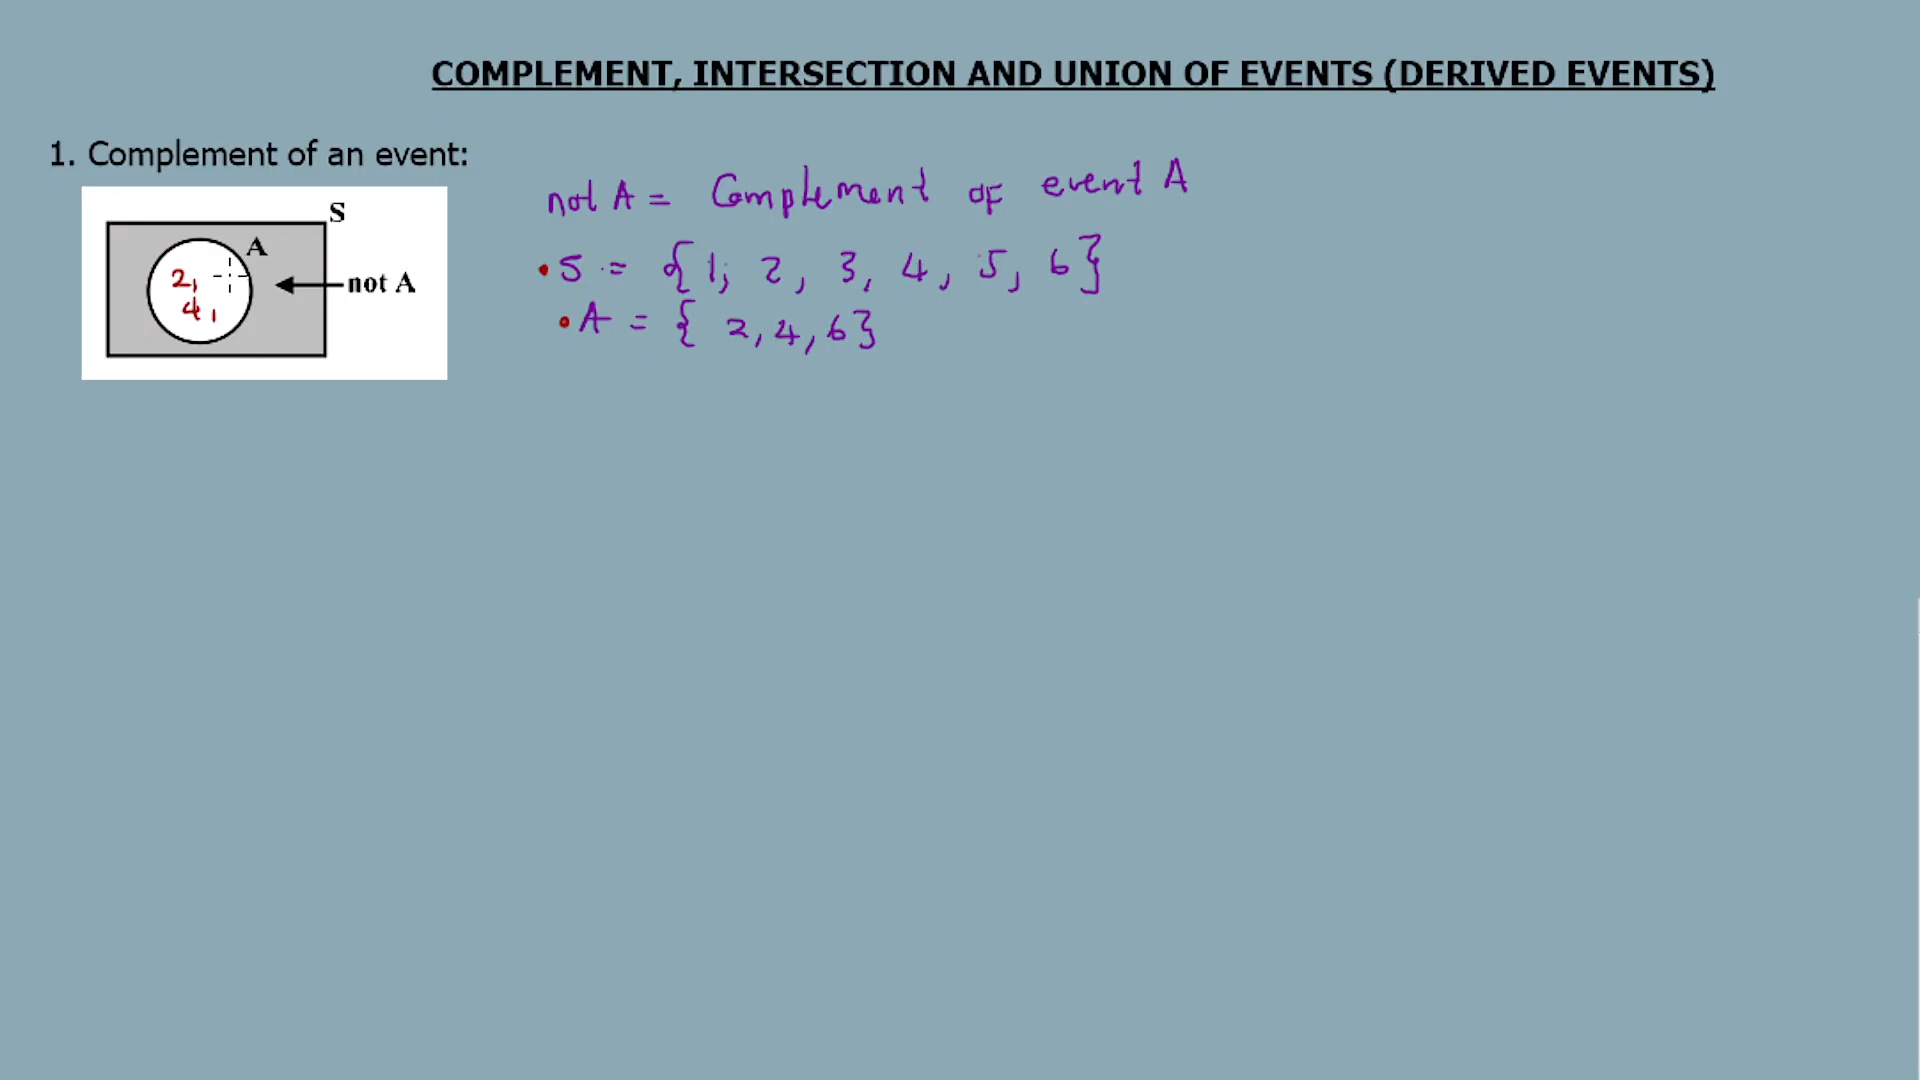 COMPLEMENT, INTERSECTION AND UNION OF EVENTS (DERIVED EVENTS)
1. Complement of an event:
not A = Complement of event A
S
A
2,
not A
4,
• S = {1, 2, 3, 4, 5, 6}
• A = { 2, 4, 6}